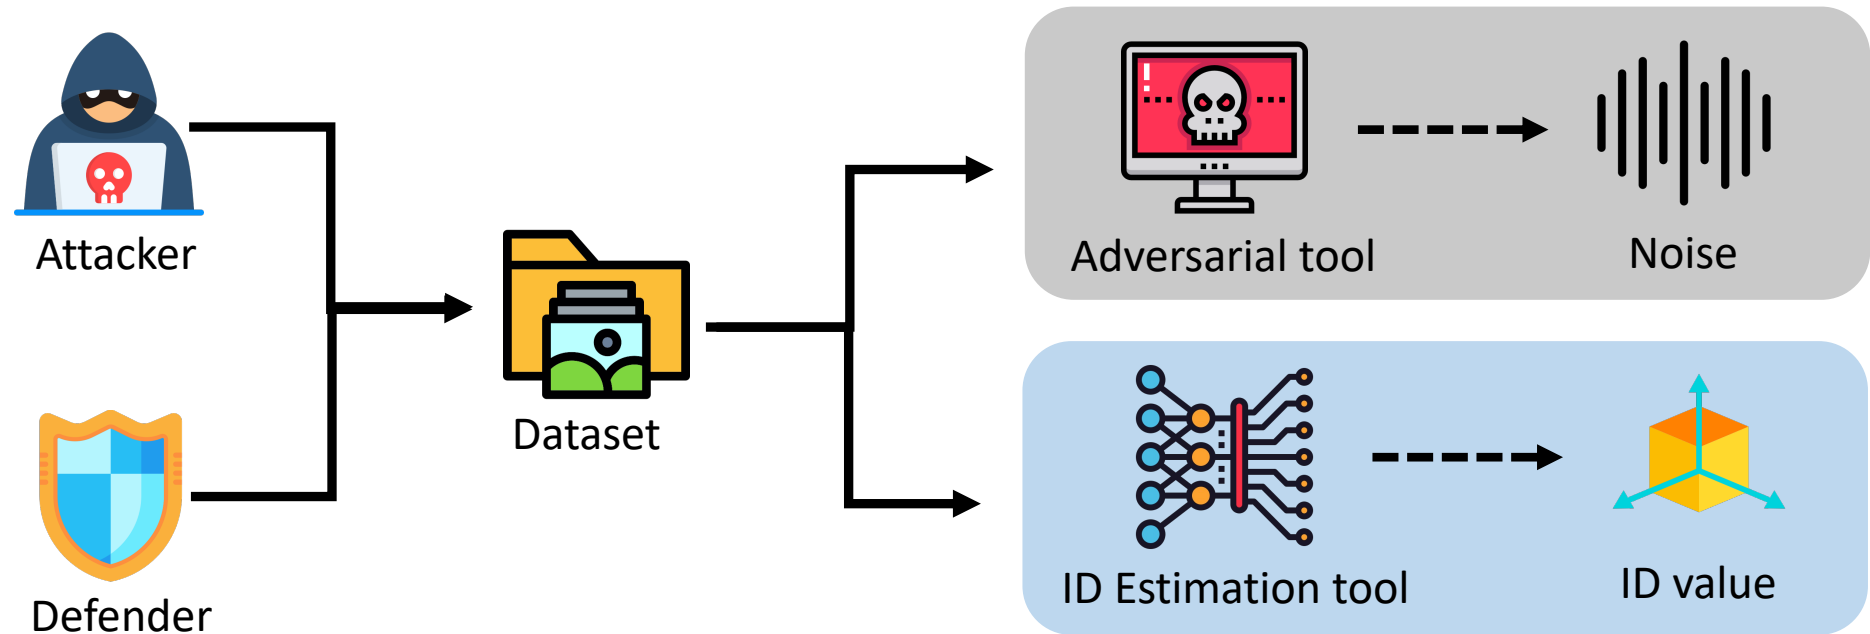 Attacker
Defender
Dataset
Adversarial tool
Noise
ID Estimation tool
ID value